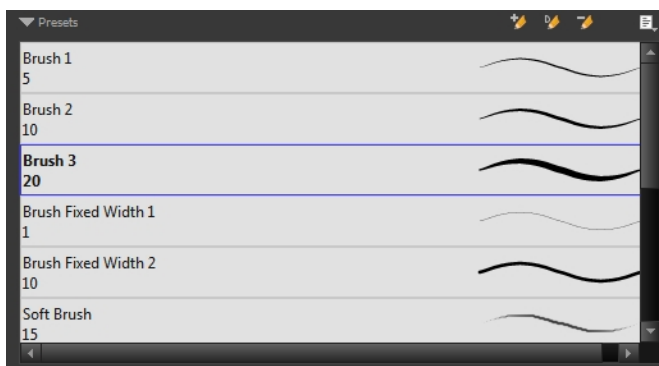 Presets
Brush 1
5
Brush 2
10
Brush 3
20
Brush Fixed Width 1
1
Brush Fixed Width 2
10
Soft Brush
15